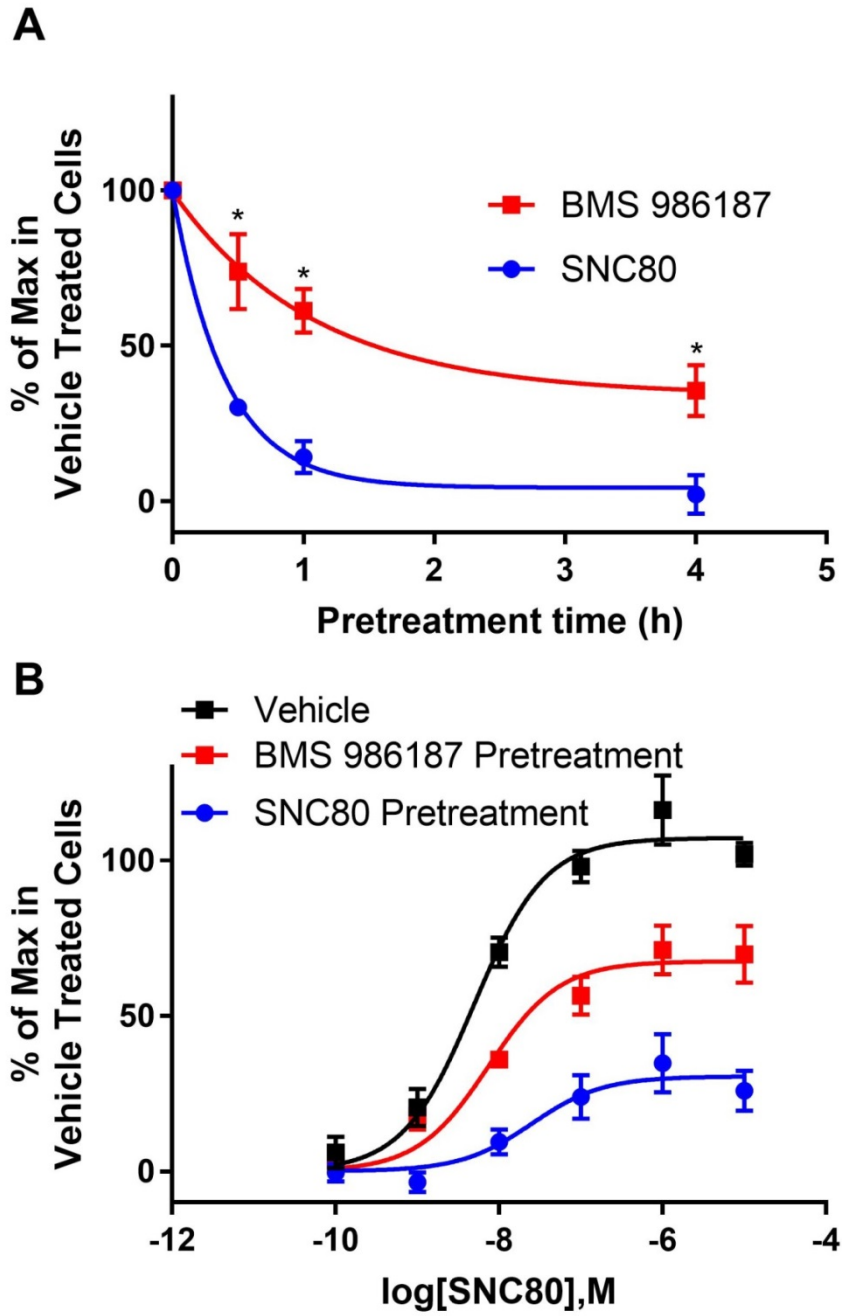 A
% of Max in
Vehicle Treated Cells
100
50
0
*
*
*
BMS 986187
SNC80
0
1
2
3
4
5
Pretreatment time (h)
B
Vehicle
BMS 986187 Pretreatment
SNC80 Pretreatment
% of Max in
Vehicle Treated Cells
100
50
0
-12
-10
-8
-6
-4
log[SNC80],M